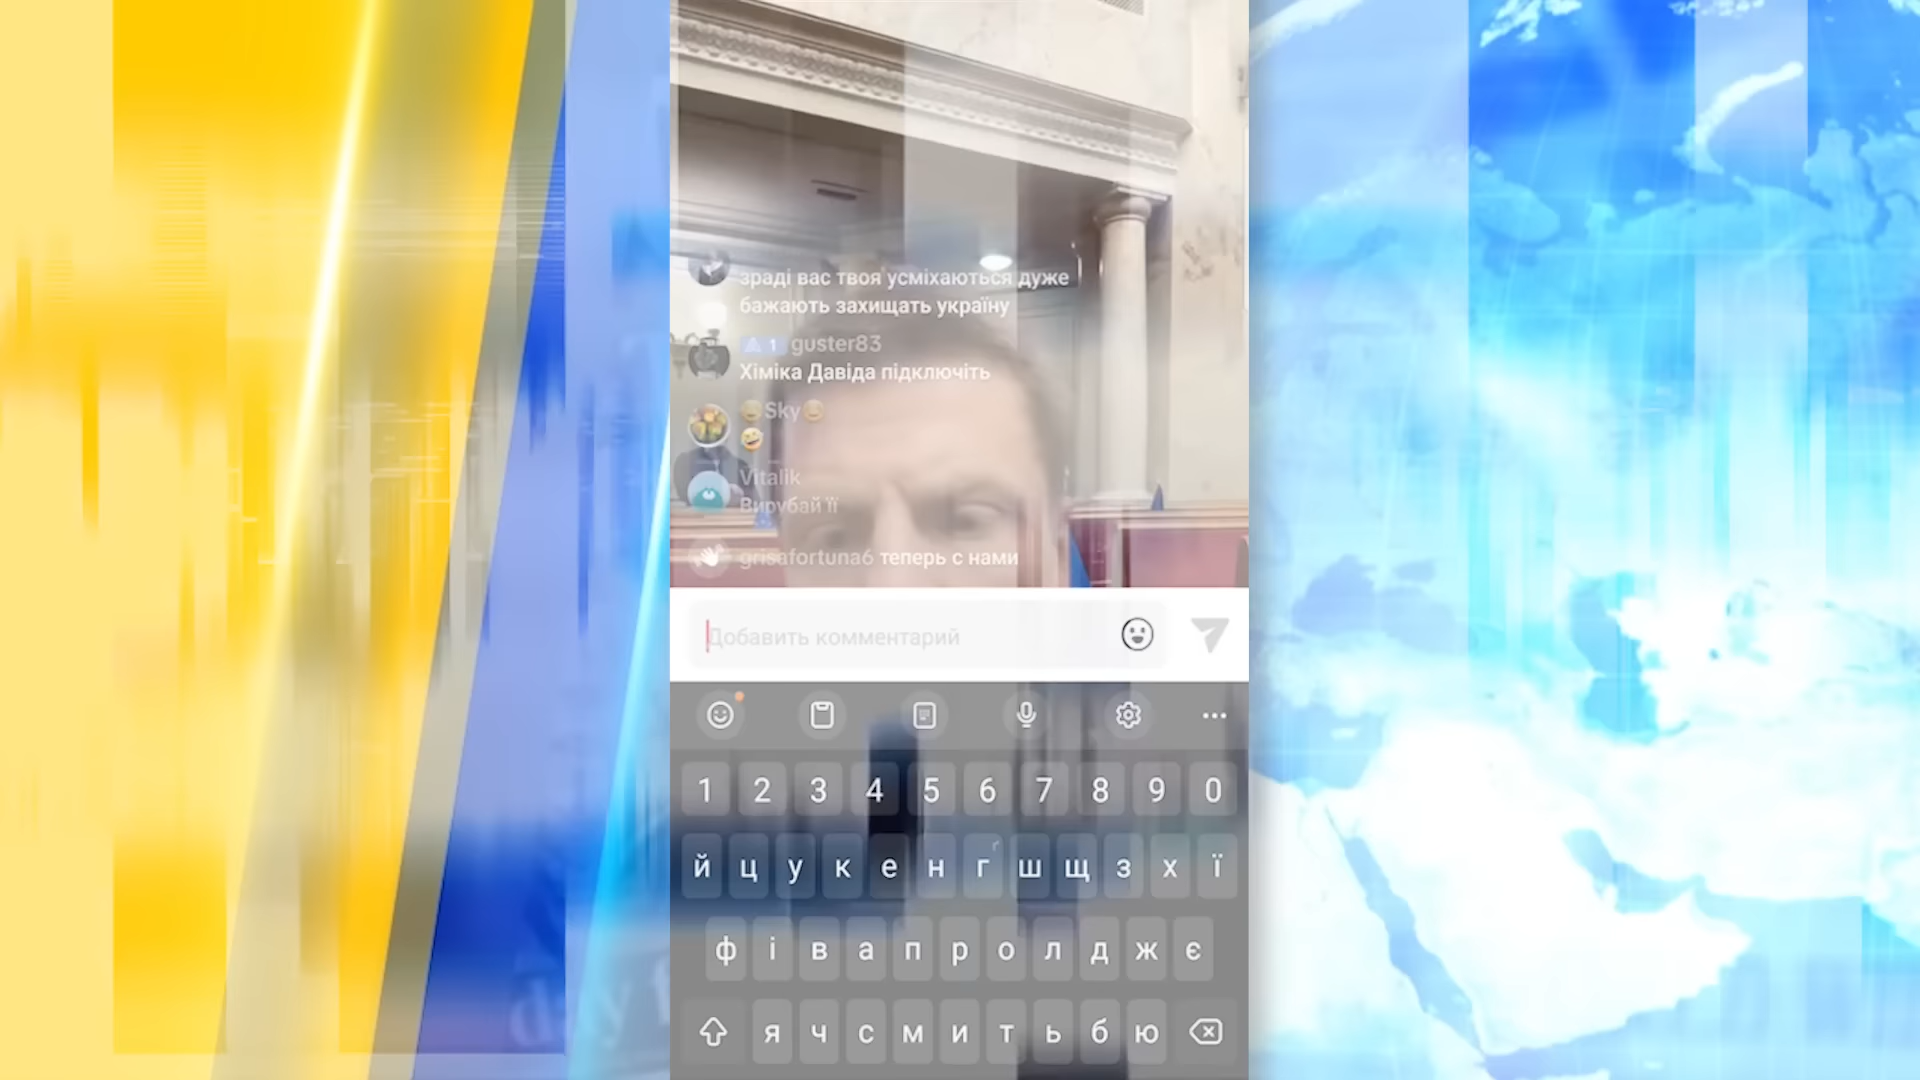 зраді вас твоя усміхаються дуже
бажають захищать україну
1 guster83
Хіміка Давіда підключіть
Sky
Vitalik
Вирубай її
grisafortuna6 теперь с нами
Добавить комментарий
1 2 3 4 5 6 7 8 9 0
й ц у к е н г ш щ з х ї
ф і в а п р о л д ж є
я ч с м и т ь б ю